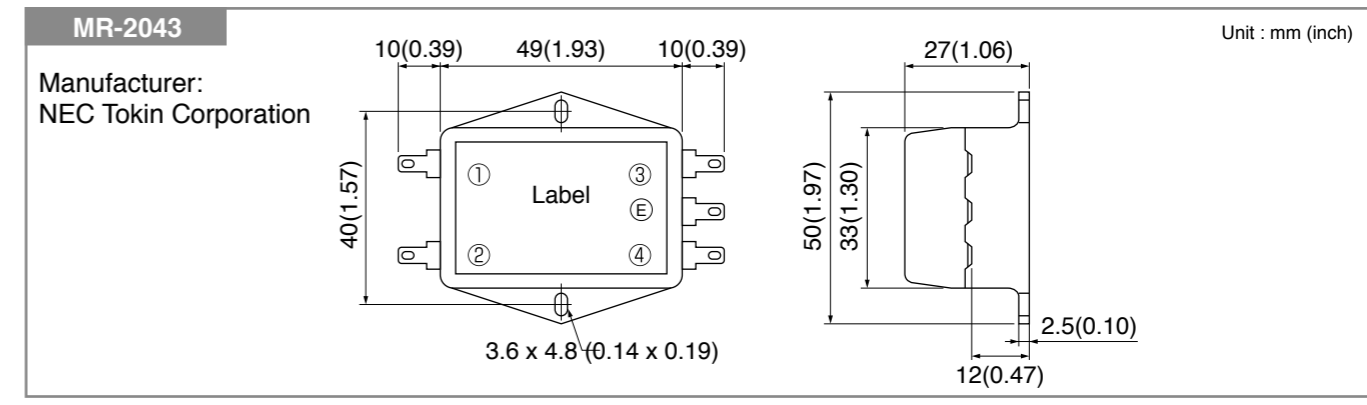 MR-2043
Unit : mm (inch)
Manufacturer:
NEC Tokin Corporation
10(0.39) 49(1.93) 10(0.39)
27(1.06)
40(1.57)
① ③
Label
Ⓔ
② ④
3.6 x 4.8 (0.14 x 0.19)
50(1.97)
33(1.30)
2.5(0.10)
12(0.47)